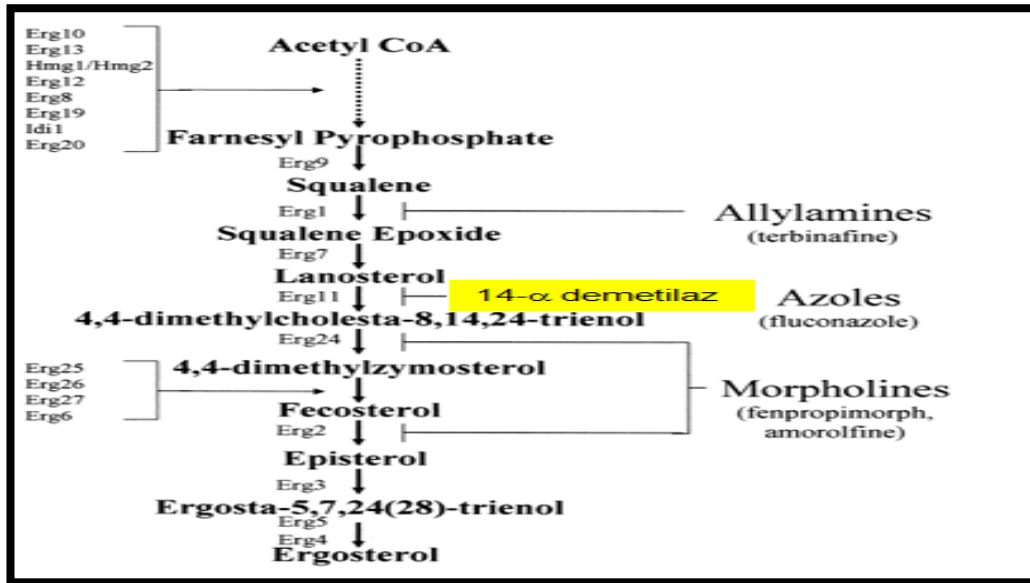 Erg10
Erg13
Hmg1/Hmg2
Erg12
Erg8
Erg19
Idi1
Erg20
Acetyl CoA
Farnesyl Pyrophosphate
Erg9
Squalene
Erg1
Allylamines
(terbinafine)
Squalene Epoxide
Erg7
Lanosterol
Erg11
14-α demetilaz
Azoles
(fluconazole)
4,4-dimethylcholesta-8,14,24-trienol
Erg24
4,4-dimethylzymosterol
Erg25
Erg26
Erg27
Erg6
Morpholines
(fenpropimorph,
amorolfine)
Fecosterol
Erg2
Episterol
Erg3
Ergosta-5,7,24(28)-trienol
Erg5
Erg4
Ergosterol